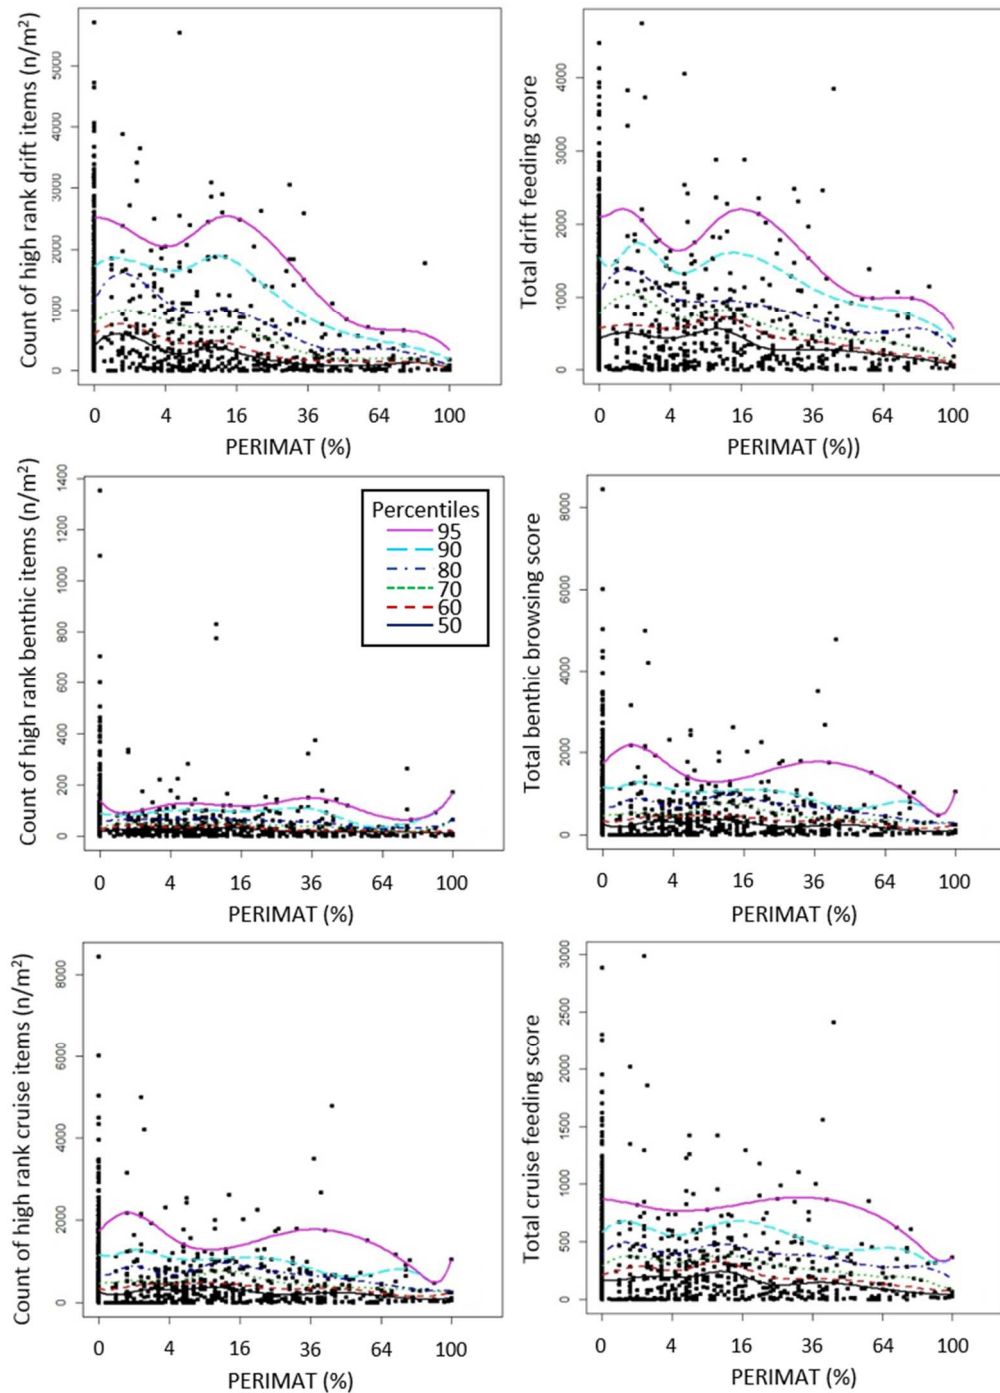 Count of high rank drift items (n/m²)
5000
4000
3000
2000
1000
0
0 4 16 36 64 100
PERIMAT (%)
Total drift feeding score
4000
3000
2000
1000
0
0 4 16 36 64 100
PERIMAT (%))
Count of high rank benthic items (n/m²)
1400
1200
1000
800
600
400
200
0
Percentiles
95
90
80
70
60
50
0 4 16 36 64 100
PERIMAT (%)
Total benthic browsing score
8000
6000
4000
2000
0
0 4 16 36 64 100
PERIMAT (%)
Count of high rank cruise items (n/m²)
8000
6000
4000
2000
0
0 4 16 36 64 100
PERIMAT (%)
Total cruise feeding score
3000
2500
2000
1500
1000
500
0
0 4 16 36 64 100
PERIMAT (%)